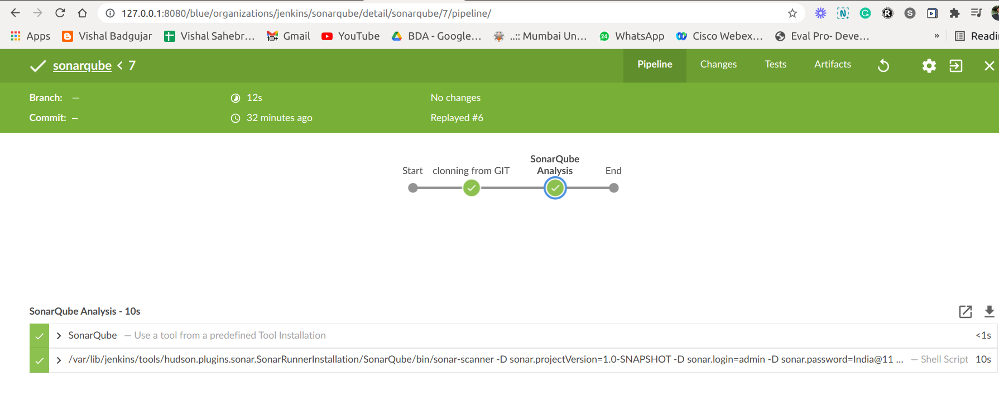 127.0.0.1:8080/blue/organizations/jenkins/sonarqube/detail/sonarqube/7/pipeline/
Apps Vishal Badgujar Vishal Sahebr... 100+ Gmail YouTube BDA - Google... ..:: Mumbai Un... 24 WhatsApp Cisco Webex... Eval Pro- Deve... » Readi
sonarqube < 7 Pipeline Changes Tests Artifacts
Branch: — 12s No changes
Commit: — 32 minutes ago Replayed #6
SonarQube
Start clonning from GIT Analysis End
SonarQube Analysis - 10s
SonarQube — Use a tool from a predefined Tool Installation <1s
/var/lib/jenkins/tools/hudson.plugins.sonar.SonarRunnerInstallation/SonarQube/bin/sonar-scanner -D sonar.projectVersion=1.0-SNAPSHOT -D sonar.login=admin -D sonar.password=India@11 ... — Shell Script 10s